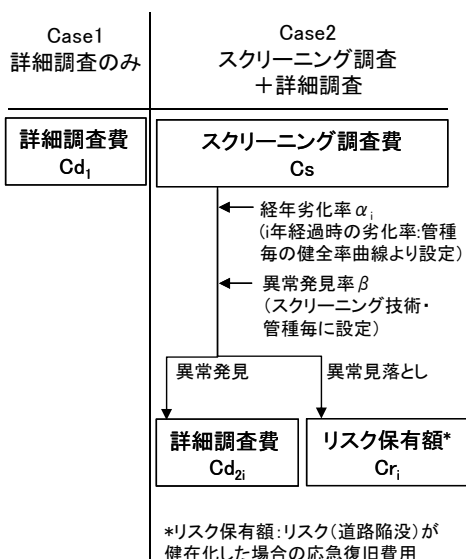 Case1
詳細調査のみ
Case2
スクリーニング調査
＋詳細調査
詳細調査費
Cd₁
スクリーニング調査費
Cs
経年劣化率αᵢ
(i年経過時の劣化率:管種
毎の健全率曲線より設定)
異常発見率β
(スクリーニング技術・
管種毎に設定)
異常発見
異常見落とし
詳細調査費
Cd₂ᵢ
リスク保有額*
Crᵢ
*リスク保有額:リスク(道路陥没)が
健在化した場合の応急復旧費用